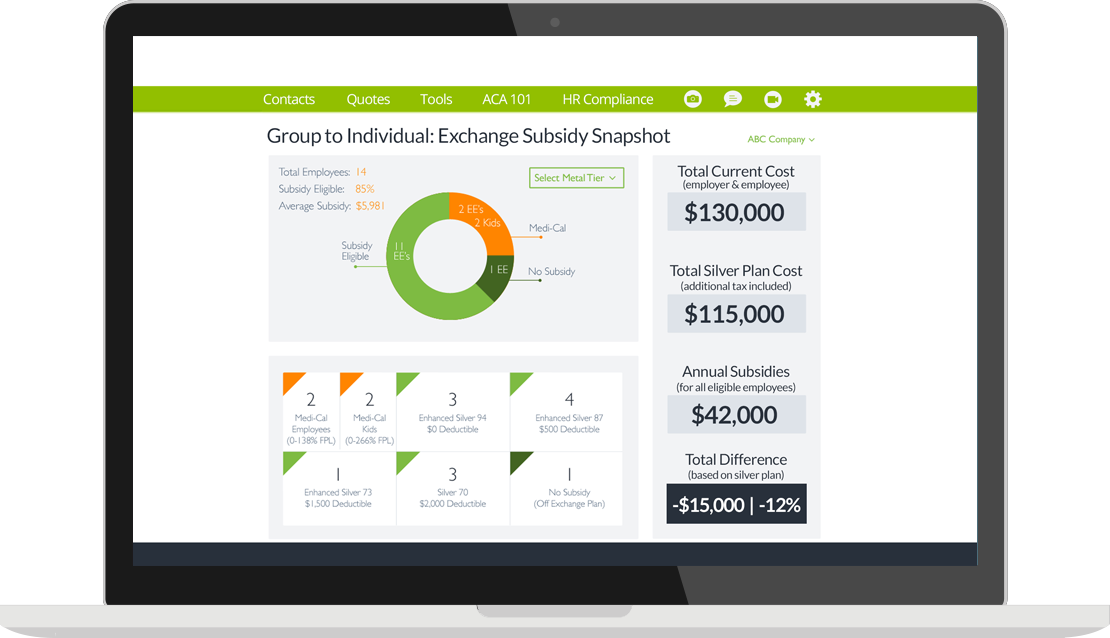 Contacts Quotes Tools ACA 101 HR Compliance
Group to Individual: Exchange Subsidy Snapshot
ABC Company
Total Employees: 14
Subsidy Eligible: 85%
Average Subsidy: $5,981
Select Metal Tier
2 EE's
2 Kids
Medi-Cal
Subsidy
Eligible
11
EE's
1 EE
No Subsidy
2
Medi-Cal
Employees
(0-138% FPL)
2
Medi-Cal
Kids
(0-266% FPL)
3
Enhanced Silver 94
$0 Deductible
4
Enhanced Silver 87
$500 Deductible
1
Enhanced Silver 73
$1,500 Deductible
3
Silver 70
$2,000 Deductible
1
No Subsidy
(Off Exchange Plan)
Total Current Cost
(employer & employee)
$130,000
Total Silver Plan Cost
(additional tax included)
$115,000
Annual Subsidies
(for all eligible employees)
$42,000
Total Difference
(based on silver plan)
-$15,000 | -12%